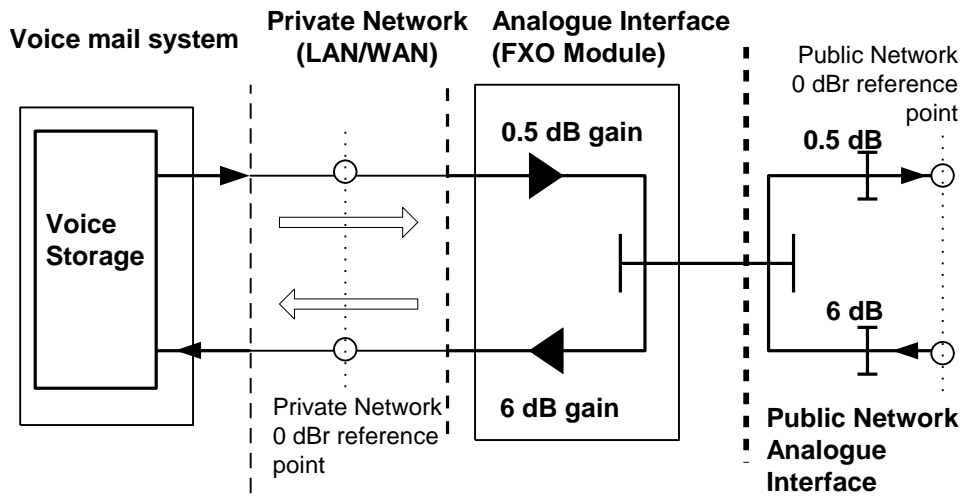 Voice mail system
Private Network
(LAN/WAN)
Analogue Interface
(FXO Module)
Public Network
0 dBr reference
point
0.5 dB gain
0.5 dB
Voice
Storage
6 dB
6 dB gain
Private Network
0 dBr reference
point
Public Network
Analogue
Interface